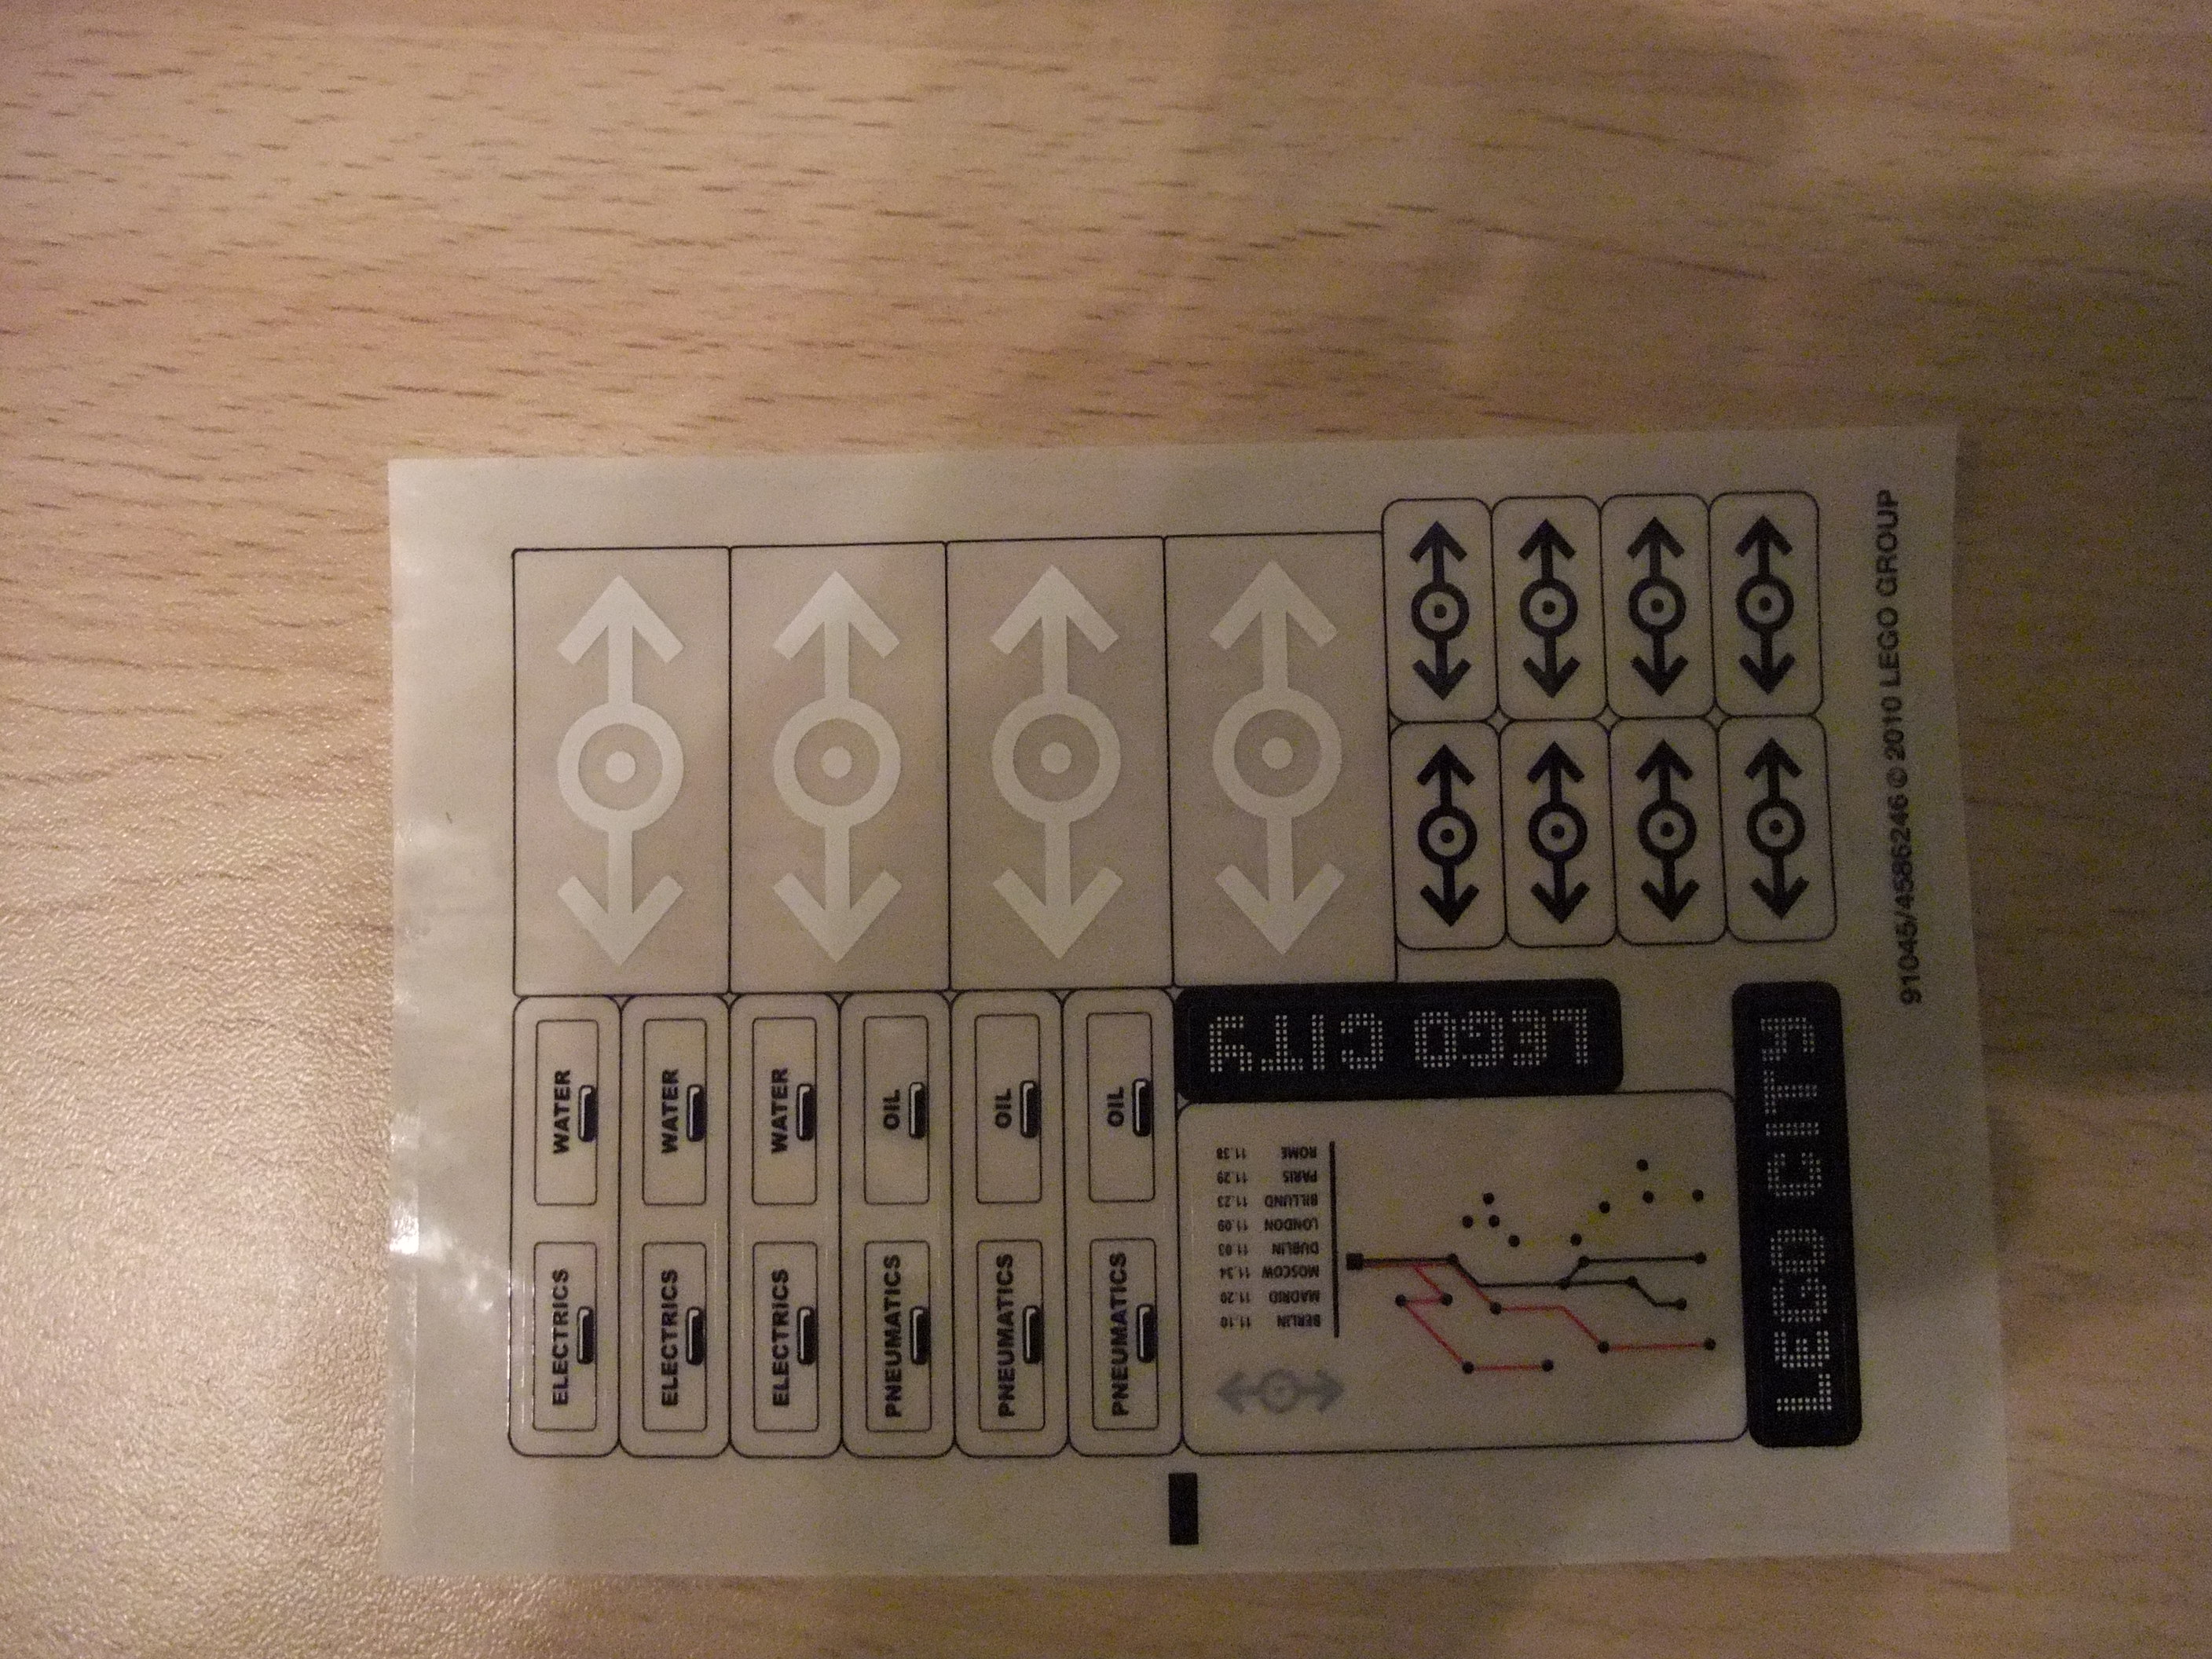 ELECTRICS WATER
ELECTRICS WATER
ELECTRICS WATER
PNEUMATICS OIL
PNEUMATICS OIL
PNEUMATICS OIL
LEGO CITY
BERLIN 11.10
MADRID 11.20
MOSCOW 11.34
DUBLIN 11.03
LONDON 11.09
BILLUND 11.23
PARIS 11.29
ROME 11.38
LEGO CITY
91045/4586246 © 2010 LEGO GROUP